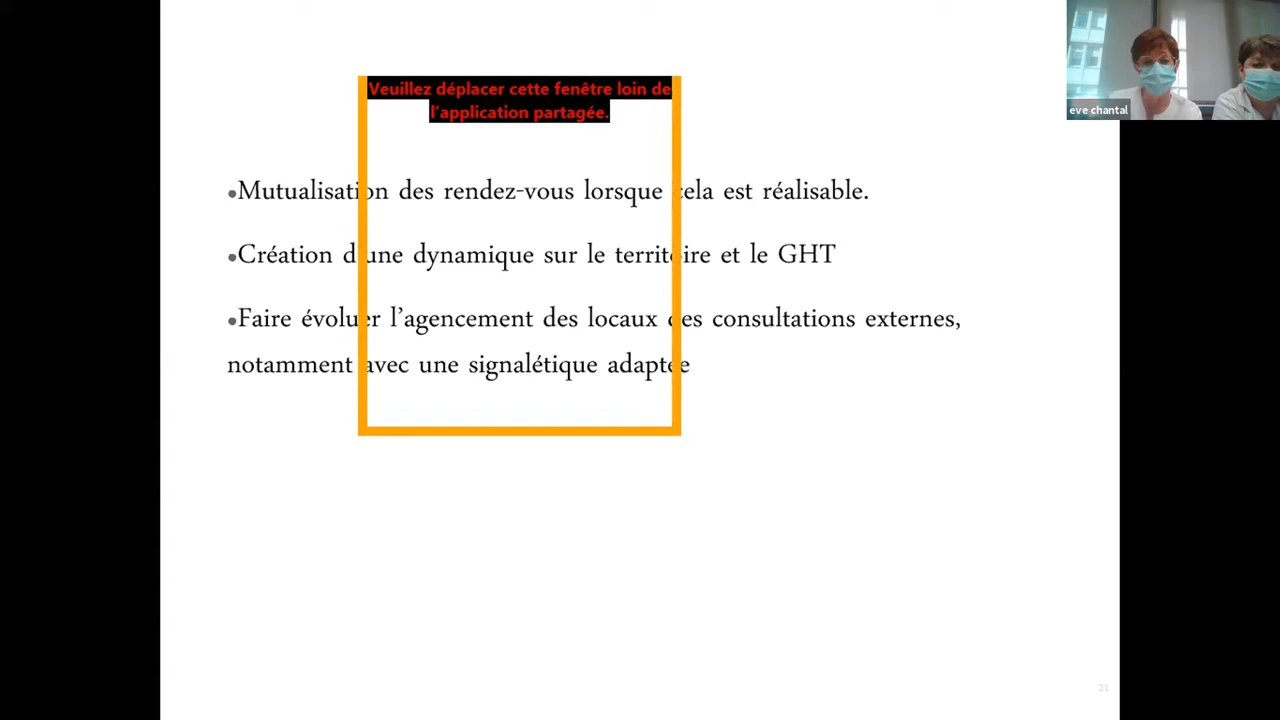 Veuillez déplacer cette fenêtre loin de
l'application partagée.
eve chantal
•Mutualisation des rendez-vous lorsque cela est réalisable.
•Création d'une dynamique sur le territoire et le GHT
•Faire évoluer l’agencement des locaux des consultations externes,
notamment avec une signalétique adaptée
21